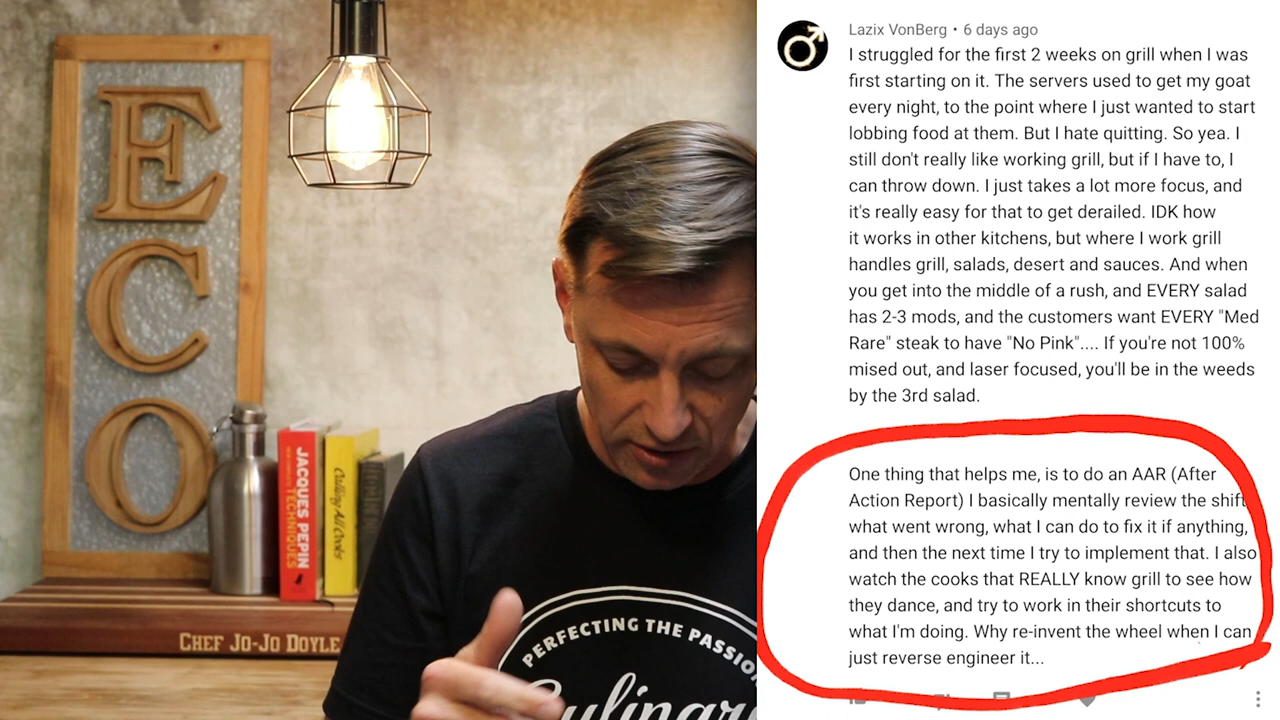 ECO
JACQUES PEPIN
TECHNIQUES
Calling All Cooks
CHEF JO-JO DOYLE
PERFECTING THE PASSIO
Culinar
Lazix VonBerg • 6 days ago
I struggled for the first 2 weeks on grill when I was
first starting on it. The servers used to get my goat
every night, to the point where I just wanted to start
lobbing food at them. But I hate quitting. So yea. I
still don't really like working grill, but if I have to, I
can throw down. I just takes a lot more focus, and
it's really easy for that to get derailed. IDK how
it works in other kitchens, but where I work grill
handles grill, salads, desert and sauces. And when
you get into the middle of a rush, and EVERY salad
has 2-3 mods, and the customers want EVERY "Med
Rare" steak to have "No Pink".... If you're not 100%
mised out, and laser focused, you'll be in the weeds
by the 3rd salad.
One thing that helps me, is to do an AAR (After
Action Report) I basically mentally review the shift
what went wrong, what I can do to fix it if anything,
and then the next time I try to implement that. I also
watch the cooks that REALLY know grill to see how
they dance, and try to work in their shortcuts to
what I'm doing. Why re-invent the wheel when I can
just reverse engineer it...